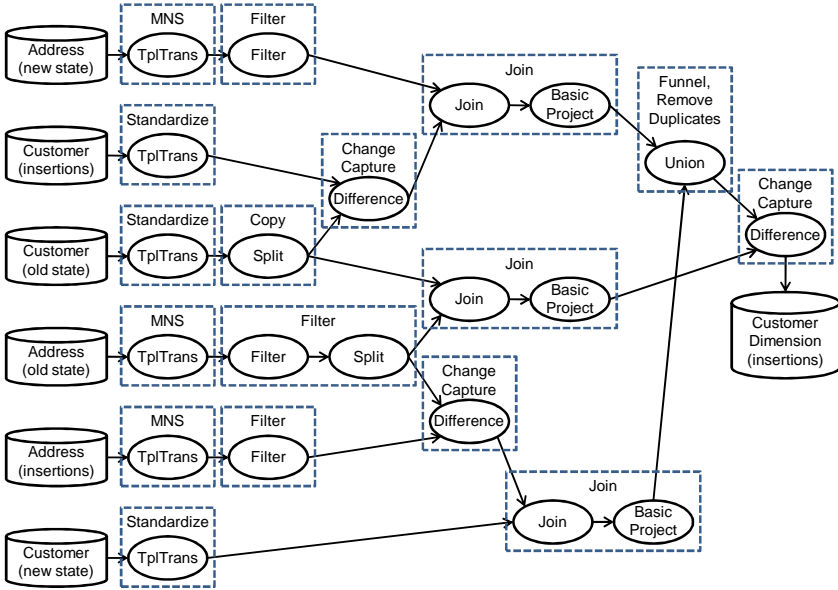 MNS
Filter
Address
(new state)
TplTrans
Filter
Join
Join
Basic
Project
Funnel,
Remove
Duplicates
Union
Standardize
Customer
(insertions)
TplTrans
Change
Capture
Difference
Change
Capture
Difference
Standardize
Copy
Customer
(old state)
TplTrans
Split
Join
Join
Basic
Project
Customer
Dimension
(insertions)
MNS
Filter
Address
(old state)
TplTrans
Filter
Split
Change
Capture
Difference
MNS
Filter
Address
(insertions)
TplTrans
Filter
Join
Join
Basic
Project
Standardize
Customer
(new state)
TplTrans